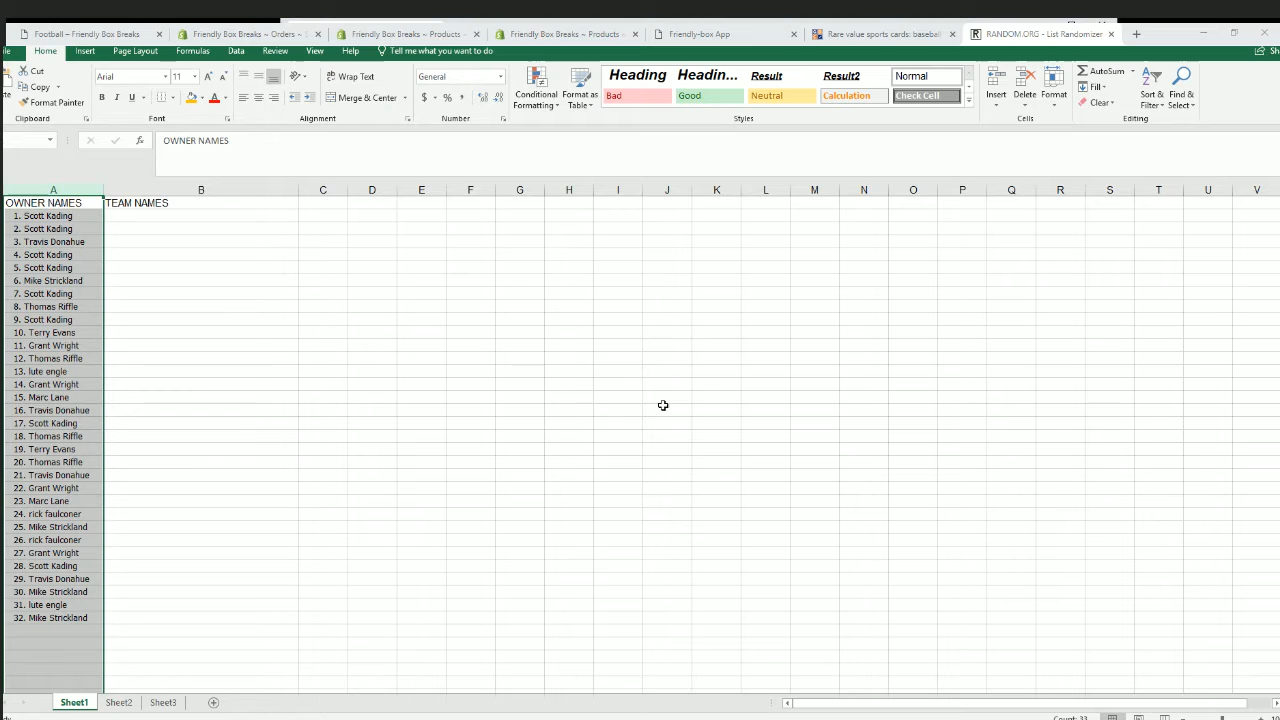 Football – Friendly Box Breaks × Friendly Box Breaks ~ Orders ~ × Friendly Box Breaks ~ Products × Friendly Box Breaks ~ Products × Friendly-box App × Rare value sports cards: baseball × RANDOM.ORG - List Randomizer × +
Home Insert Page Layout Formulas Data Review View Help Tell me what you want to do
Cut
Copy
Format Painter
Clipboard
Arial 11
B I U
Font
Wrap Text
Merge & Center
Alignment
General
$ % ,
Number
Conditional Formatting
Format as Table
Heading Headin... Result Result2 Normal
Bad Good Neutral Calculation Check Cell
Styles
Insert Delete Format
Cells
AutoSum
Fill
Clear
Sort & Filter
Find & Select
Editing
fx OWNER NAMES
A B C D E F G H I J K L M N O P Q R S T U V
OWNER NAMES TEAM NAMES
1. Scott Kading
2. Scott Kading
3. Travis Donahue
4. Scott Kading
5. Scott Kading
6. Mike Strickland
7. Scott Kading
8. Thomas Riffle
9. Scott Kading
10. Terry Evans
11. Grant Wright
12. Thomas Riffle
13. lute engle
14. Grant Wright
15. Marc Lane
16. Travis Donahue
17. Scott Kading
18. Thomas Riffle
19. Terry Evans
20. Thomas Riffle
21. Travis Donahue
22. Grant Wright
23. Marc Lane
24. rick faulconer
25. Mike Strickland
26. rick faulconer
27. Grant Wright
28. Scott Kading
29. Travis Donahue
30. Mike Strickland
31. lute engle
32. Mike Strickland
Sheet1 Sheet2 Sheet3
Count: 33